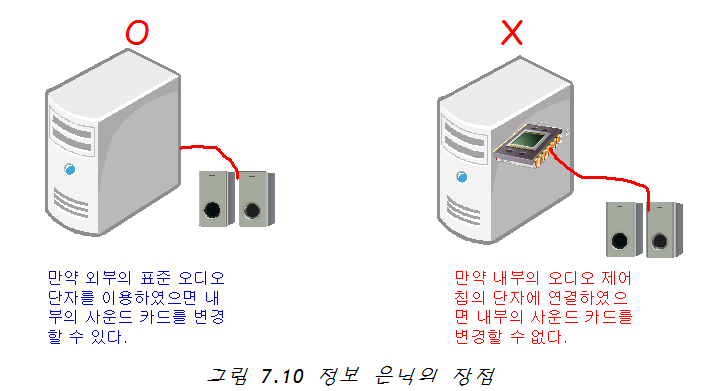 O
X
만약 외부의 표준 오디오
단자를 이용하였으면 내
부의 사운드 카드를 변경
할 수 있다.
만약 내부의 오디오 제어
칩의 단자에 연결하였으
면 내부의 사운드 카드를
변경할 수 없다.
그림 7.10 정보 은닉의 장점